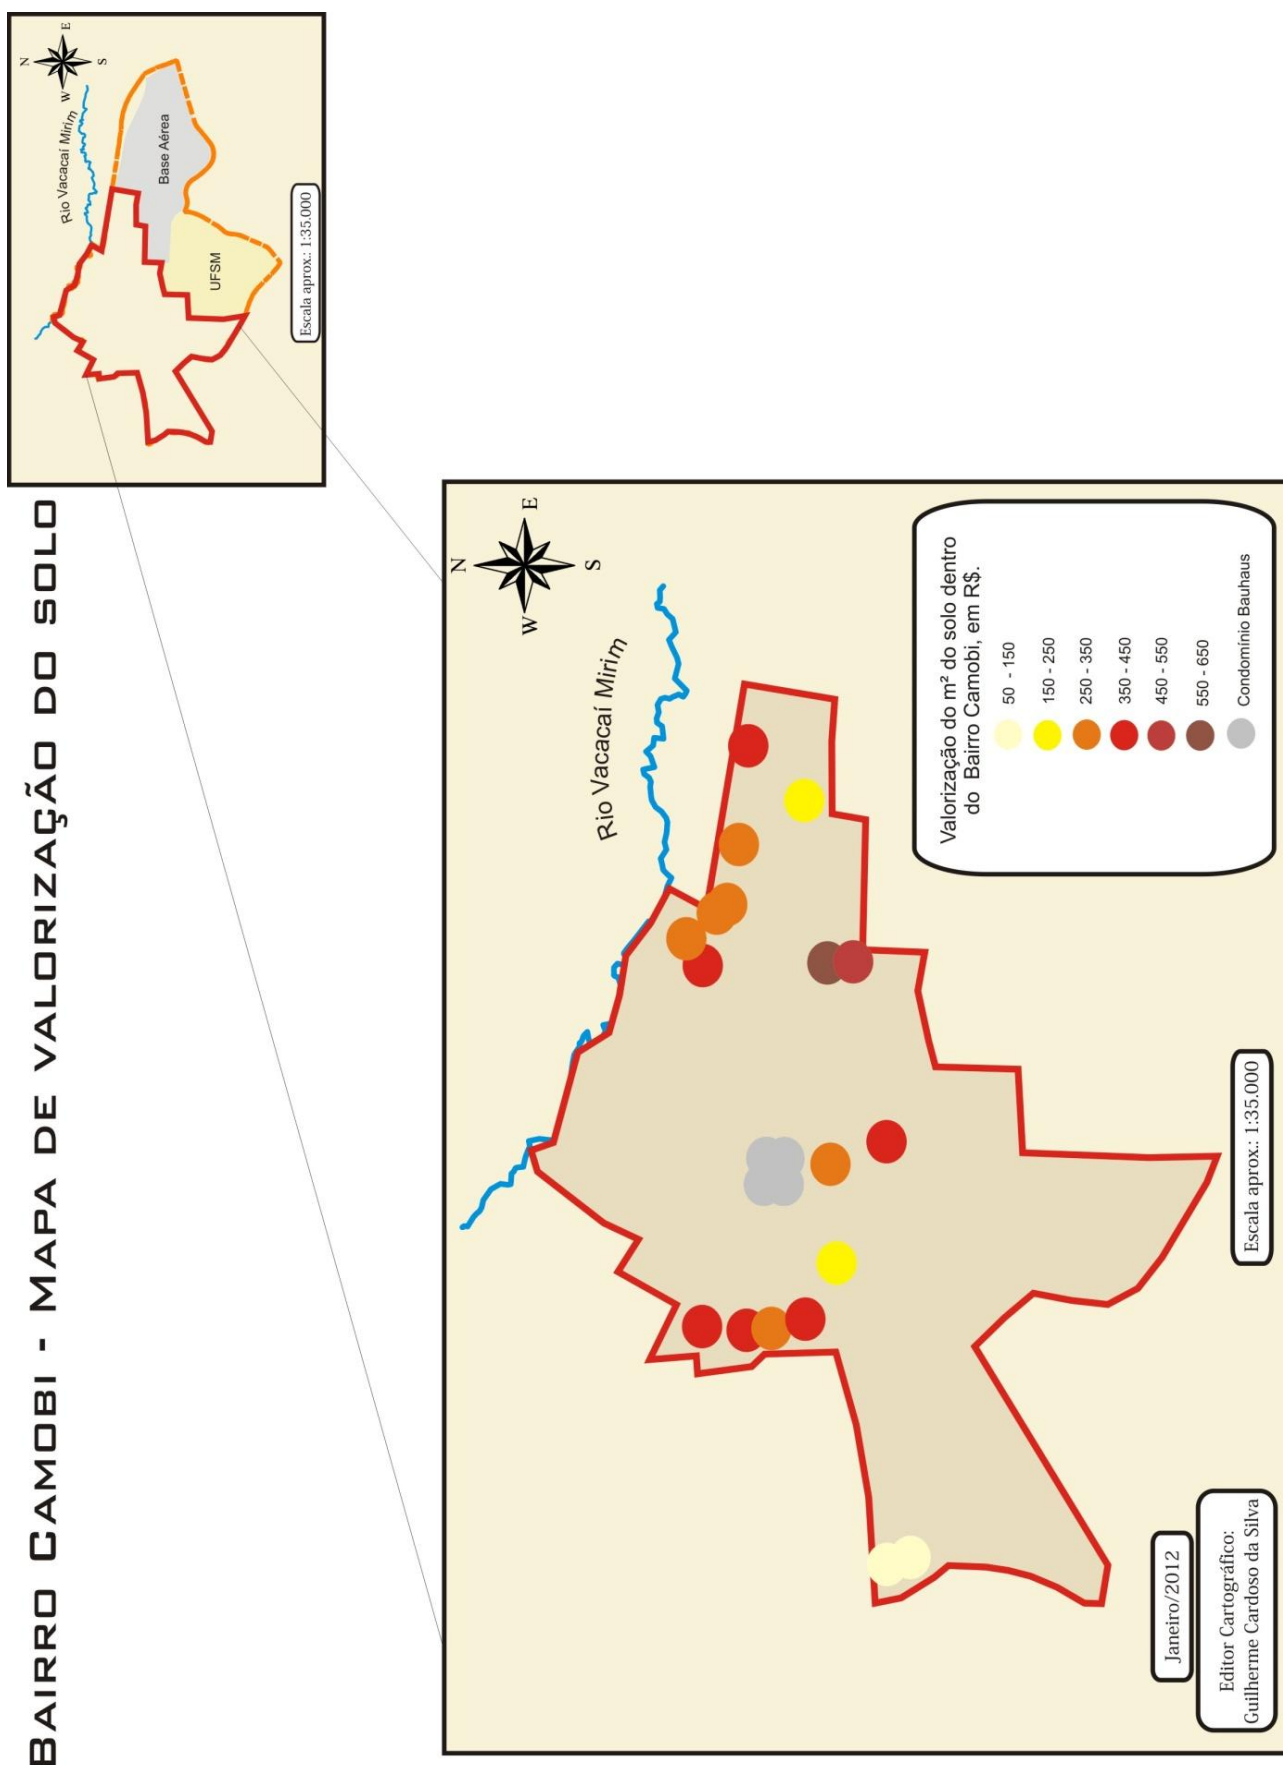 BAIRRO CAMOBI - MAPA DE VALORIZAÇÃO DO SOLO
N
E
S
W
Rio Vacacaí Mirim
Base Aérea
UFSM
Escala aprox.: 1:35.000
N
E
S
W
Rio Vacacaí Mirim
Valorização do m² do solo dentro
do Bairro Camobi, em R$.
50 - 150
150 - 250
250 - 350
350 - 450
450 - 550
550 - 650
Condomínio Bauhaus
Escala aprox.: 1:35.000
Janeiro/2012
Editor Cartográfico:
Guilherme Cardoso da Silva